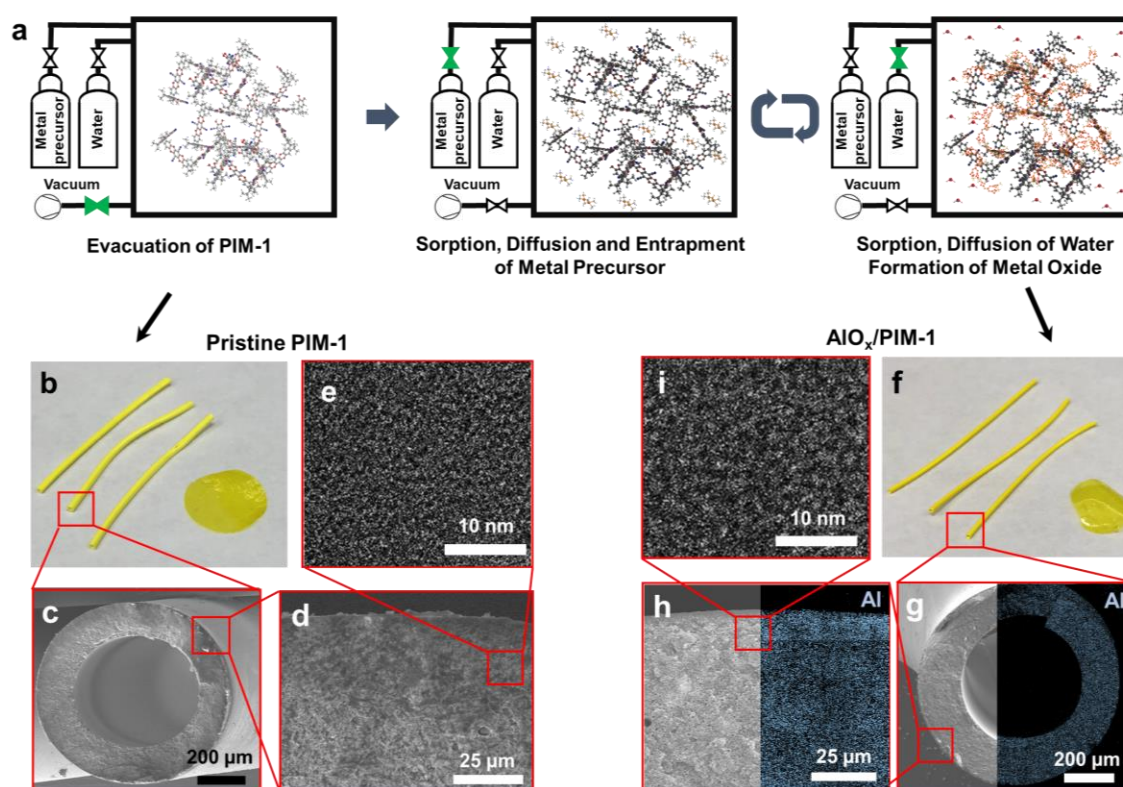 a
Metal
precursor
Water
Vacuum
Evacuation of PIM-1
Metal
precursor
Water
Vacuum
Sorption, Diffusion and Entrapment
of Metal Precursor
Metal
precursor
Water
Vacuum
Sorption, Diffusion of Water
Formation of Metal Oxide
Pristine PIM-1
AlOx/PIM-1
b
e
10 nm
i
10 nm
f
c
200 µm
d
25 µm
h
Al
25 µm
g
Al
200 µm